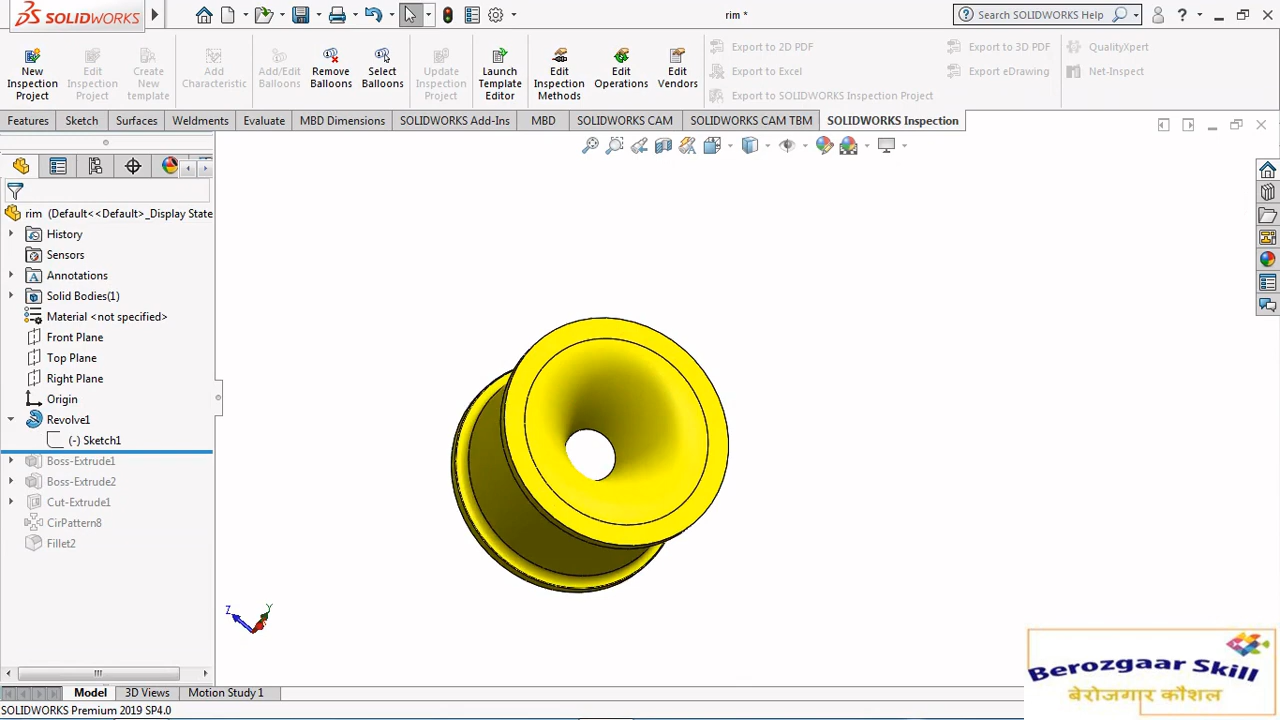 SOLIDWORKS
rim *
Search SOLIDWORKS Help
?
New Inspection Project
Edit Inspection Project
Create New template
Add Characteristic
Add/Edit Balloons
Remove Balloons
Select Balloons
Update Inspection Project
Launch Template Editor
Edit Inspection Methods
Edit Operations
Edit Vendors
Export to 2D PDF
Export to Excel
Export to SOLIDWORKS Inspection Project
Export to 3D PDF
Export eDrawing
QualityXpert
Net-Inspect
Features
Sketch
Surfaces
Weldments
Evaluate
MBD Dimensions
SOLIDWORKS Add-Ins
MBD
SOLIDWORKS CAM
SOLIDWORKS CAM TBM
SOLIDWORKS Inspection
rim (Default<<Default>_Display State
History
Sensors
Annotations
Solid Bodies(1)
Material <not specified>
Front Plane
Top Plane
Right Plane
Origin
Revolve1
(-) Sketch1
Boss-Extrude1
Boss-Extrude2
Cut-Extrude1
CirPattern8
Fillet2
Z
Y
Berozgaar Skill
बेरोजगार कौशल
Model
3D Views
Motion Study 1
SOLIDWORKS Premium 2019 SP4.0